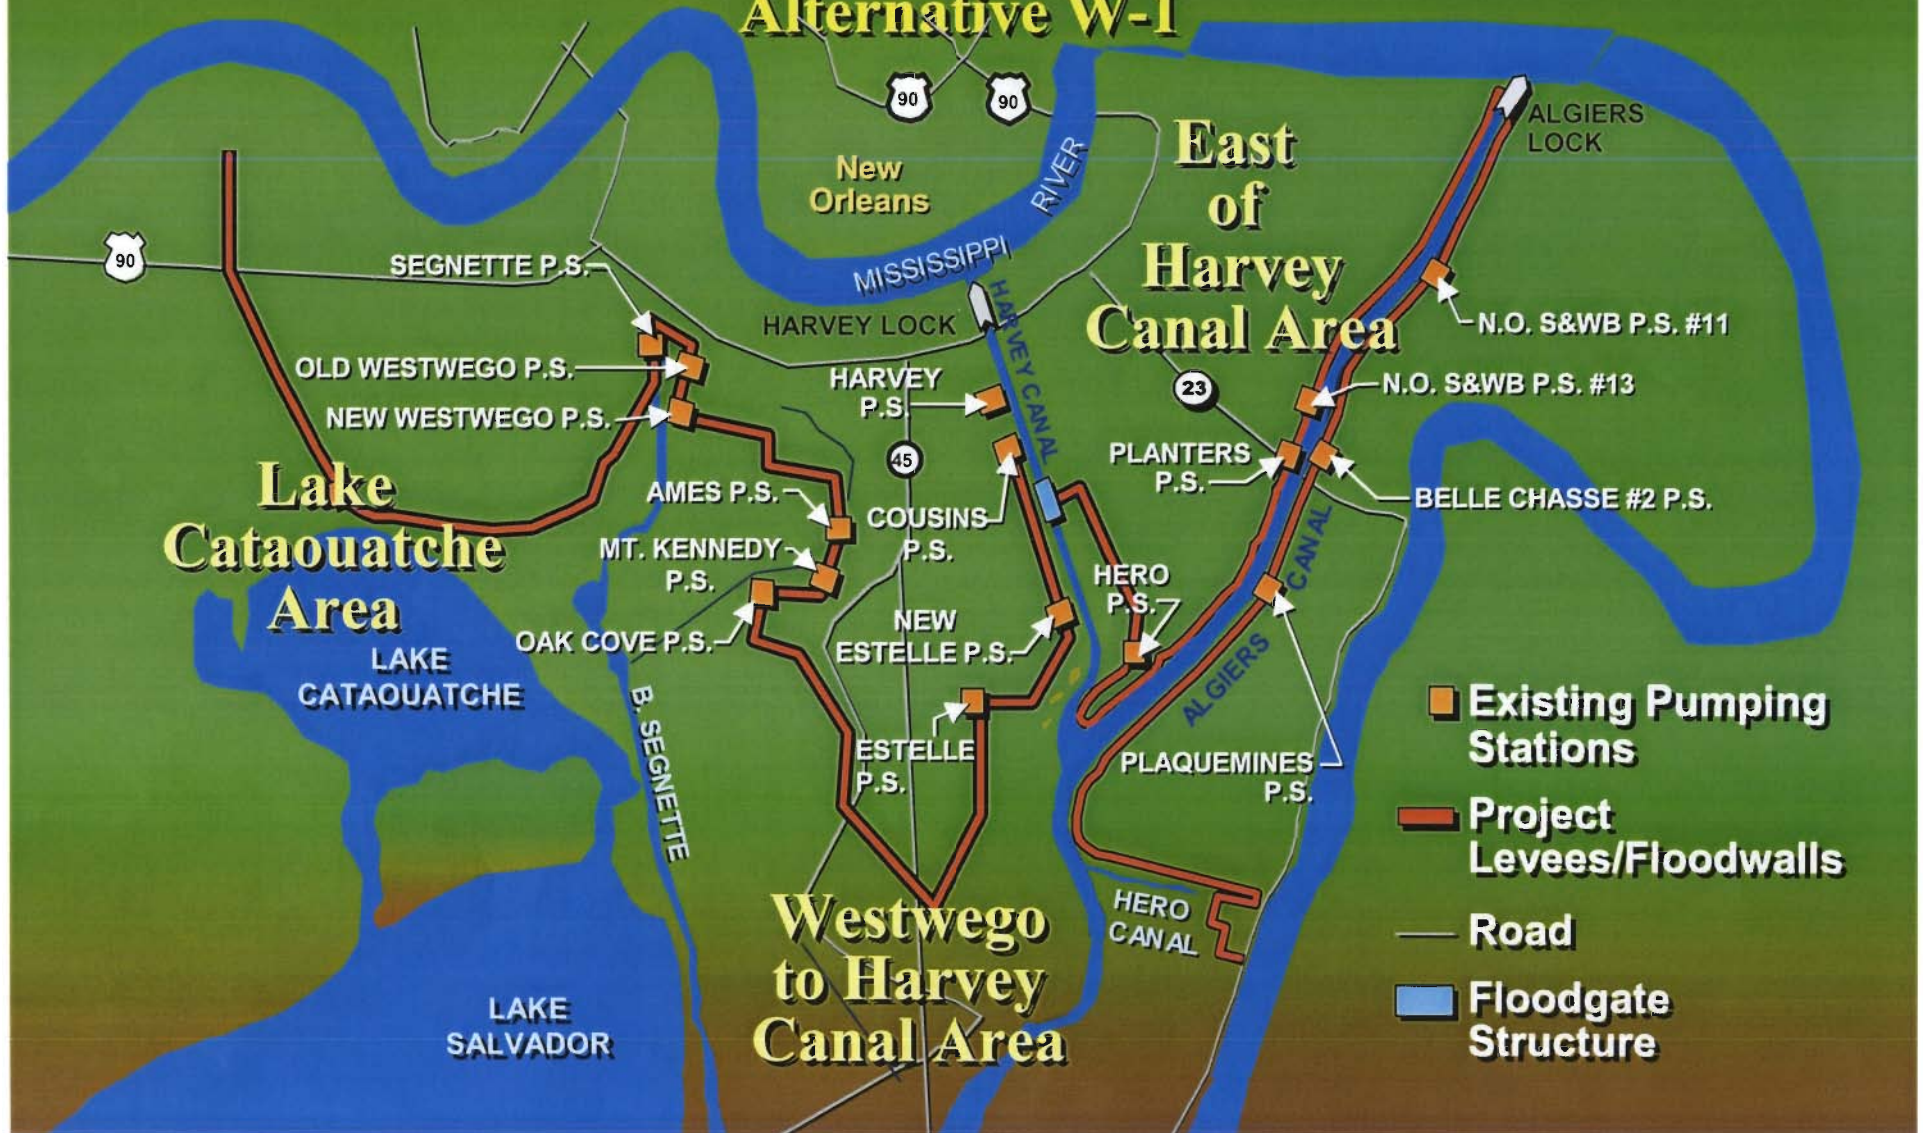 Alternative W-1
90
90
ALGIERS
LOCK
East
of
Harvey
Canal Area
New
Orleans
RIVER
MISSISSIPPI
90
SEGNETTE P.S.
HARVEY LOCK
HARVEY CANAL
N.O. S&WB P.S. #11
OLD WESTWEGO P.S.
HARVEY
P.S.
23
N.O. S&WB P.S. #13
NEW WESTWEGO P.S.
45
PLANTERS
P.S.
BELLE CHASSE #2 P.S.
Lake
Cataouatche
Area
AMES P.S.
COUSINS
P.S.
MT. KENNEDY
P.S.
HERO
P.S.
CANAL
ALGIERS
OAK COVE P.S.
NEW
ESTELLE P.S.
LAKE
CATAOUATCHE
B. SEGNETTE
ESTELLE
P.S.
PLAQUEMINES
P.S.
Existing Pumping
Stations
Project
Levees/Floodwalls
Road
Floodgate
Structure
HERO
CANAL
Westwego
to Harvey
Canal Area
LAKE
SALVADOR